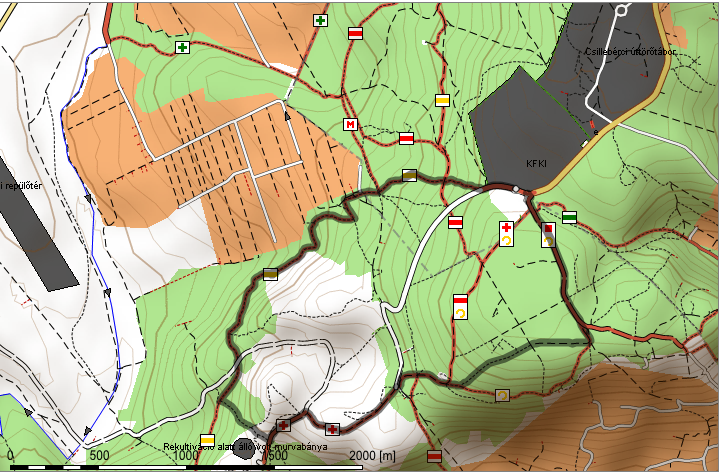 Csillebérci úttörőtábor
KFKI
M
i repülőtér
Rekultiváció alatt álló volt murvabánya
0 500 1000 1500 2000 [m]